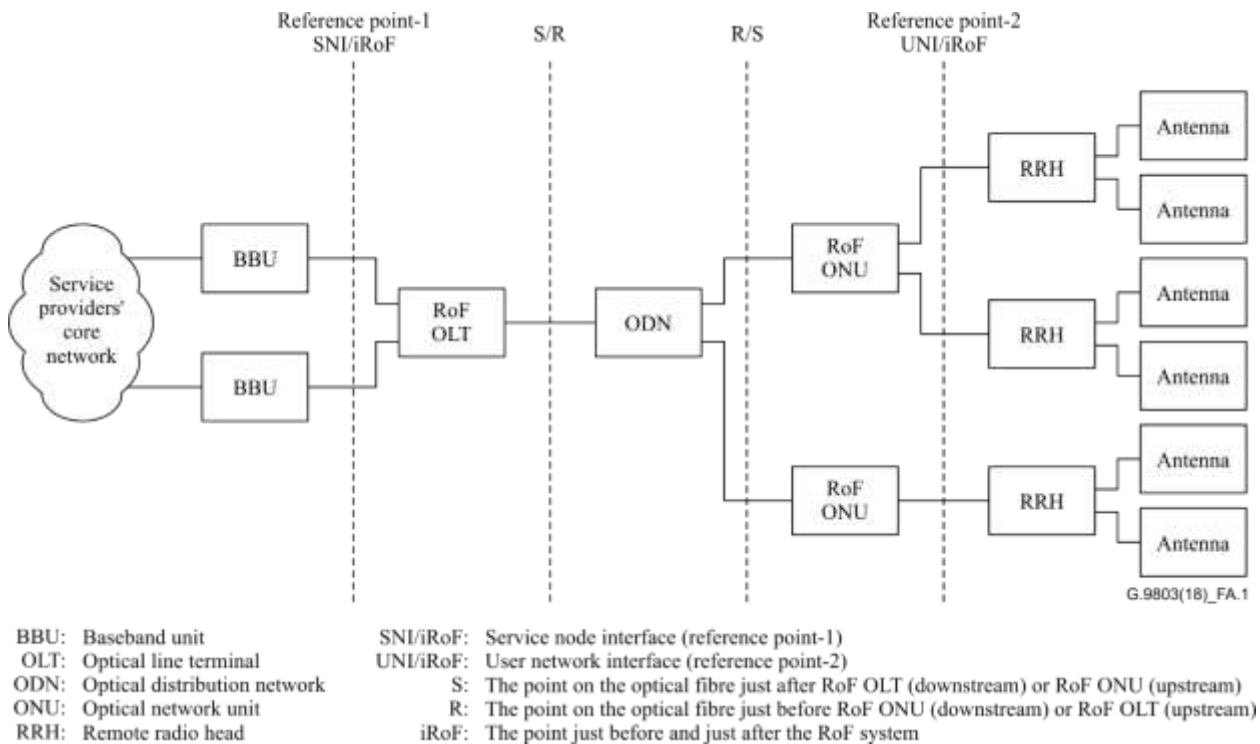 Reference point-1
SNI/iRoF
S/R
R/S
Reference point-2
UNI/iRoF
Antenna
RRH
Antenna
BBU
RoF
ONU
Service
providers'
core
network
RoF
OLT
ODN
Antenna
RRH
Antenna
BBU
Antenna
RoF
ONU
RRH
Antenna
G.9803(18)_FA.1
BBU: Baseband unit
OLT: Optical line terminal
ODN: Optical distribution network
ONU: Optical network unit
RRH: Remote radio head
SNI/iRoF: Service node interface (reference point-1)
UNI/iRoF: User network interface (reference point-2)
S: The point on the optical fibre just after RoF OLT (downstream) or RoF ONU (upstream)
R: The point on the optical fibre just before RoF ONU (downstream) or RoF OLT (upstream)
iRoF: The point just before and just after the RoF system